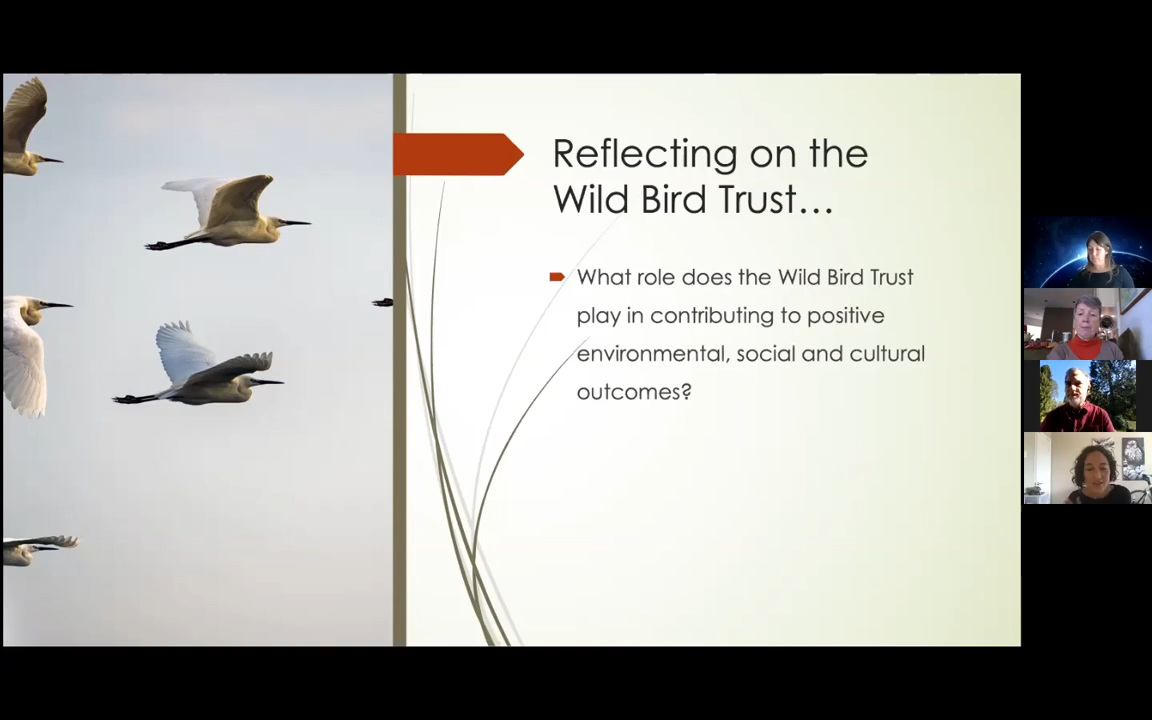 Reflecting on the
Wild Bird Trust...
What role does the Wild Bird Trust
play in contributing to positive
environmental, social and cultural
outcomes?